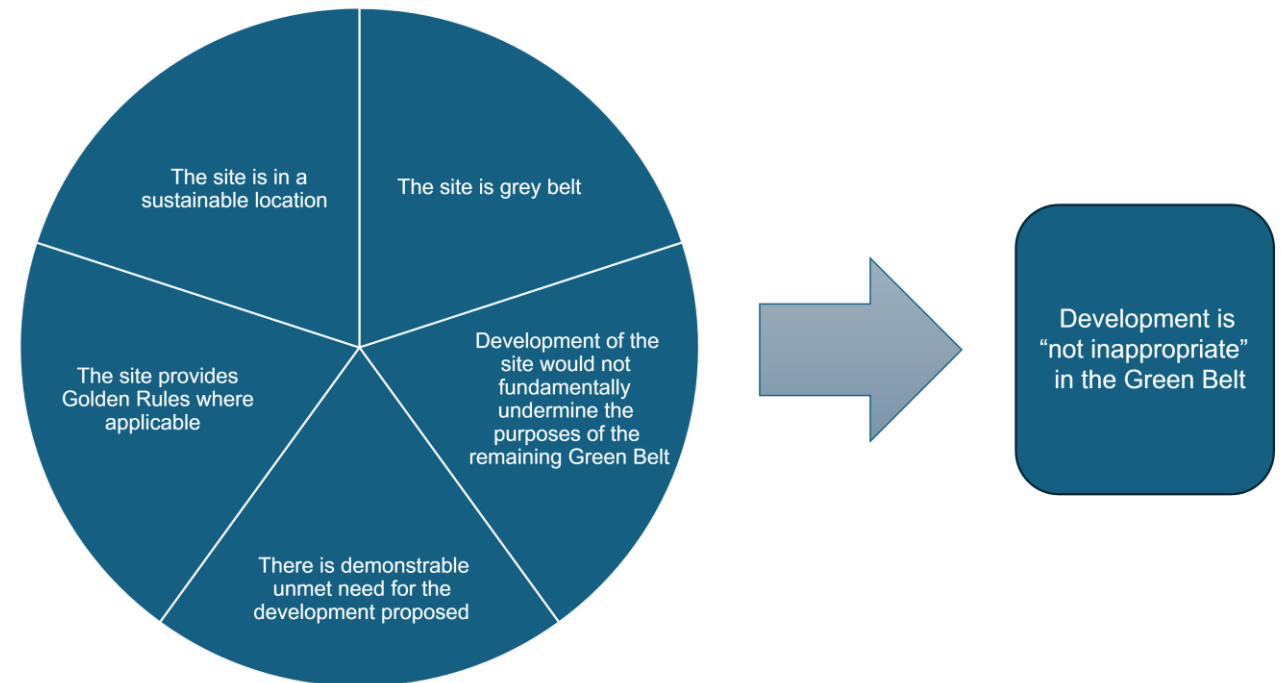 The site is in a
sustainable location
The site is grey belt
Development of the
site would not
fundamentally
undermine the
purposes of the
remaining Green Belt
There is demonstrable
unmet need for the
development proposed
The site provides
Golden Rules where
applicable
Development is
“not inappropriate”
in the Green Belt